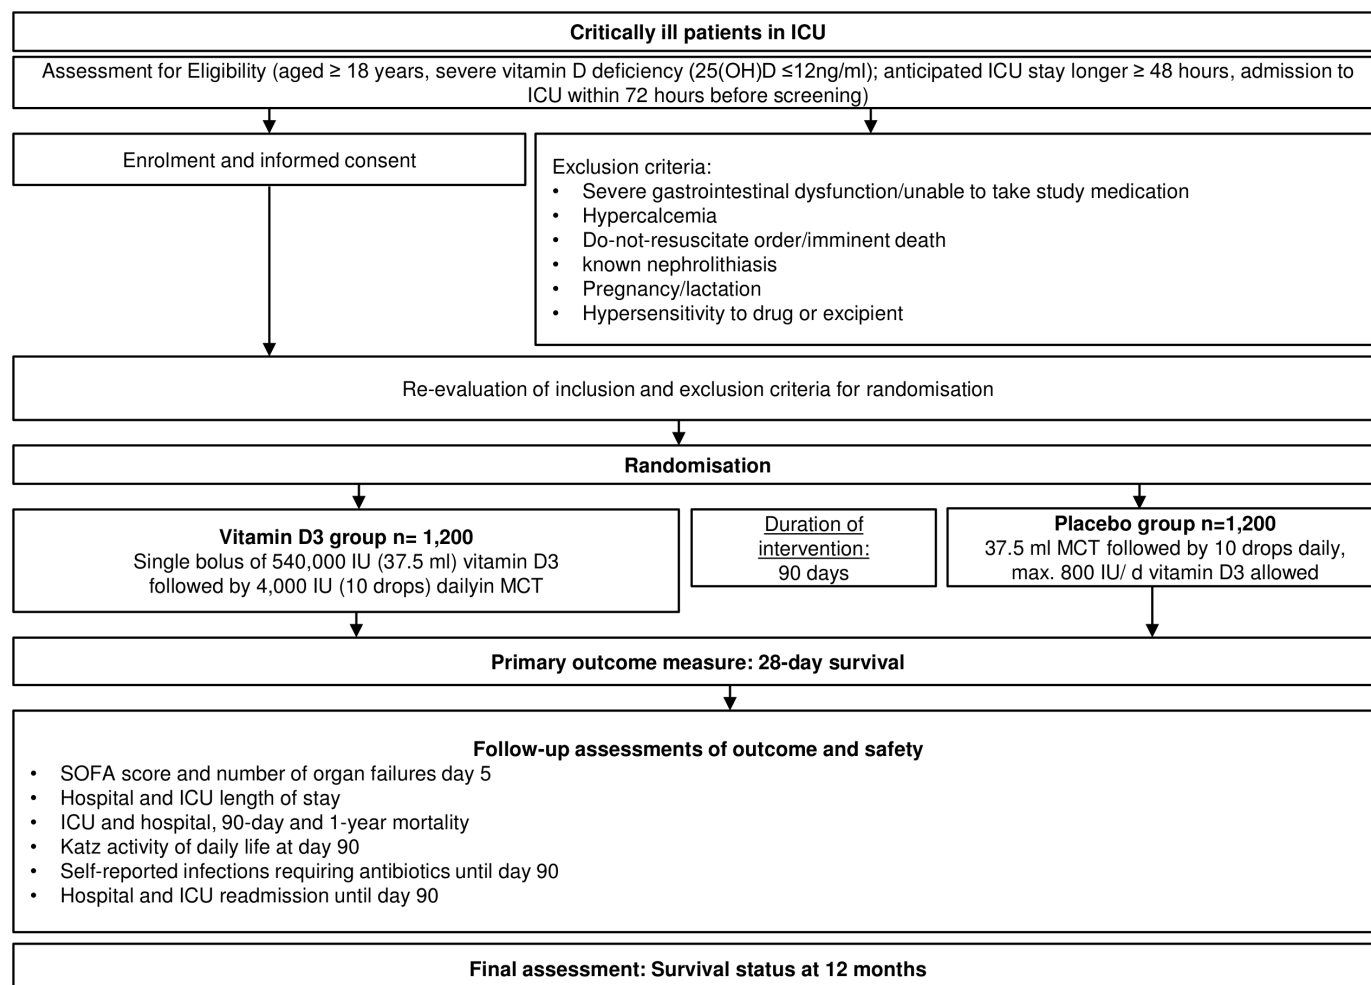 Critically ill patients in ICU
Assessment for Eligibility (aged ≥ 18 years, severe vitamin D deficiency (25(OH)D ≤12ng/ml); anticipated ICU stay longer ≥ 48 hours, admission to
ICU within 72 hours before screening)
Enrolment and informed consent
Exclusion criteria:
• Severe gastrointestinal dysfunction/unable to take study medication
• Hypercalcemia
• Do-not-resuscitate order/imminent death
• known nephrolithiasis
• Pregnancy/lactation
• Hypersensitivity to drug or excipient
Re-evaluation of inclusion and exclusion criteria for randomisation
Randomisation
Vitamin D3 group n= 1,200
Single bolus of 540,000 IU (37.5 ml) vitamin D3
followed by 4,000 IU (10 drops) dailyin MCT
Duration of
intervention:
90 days
Placebo group n=1,200
37.5 ml MCT followed by 10 drops daily,
max. 800 IU/ d vitamin D3 allowed
Primary outcome measure: 28-day survival
Follow-up assessments of outcome and safety
• SOFA score and number of organ failures day 5
• Hospital and ICU length of stay
• ICU and hospital, 90-day and 1-year mortality
• Katz activity of daily life at day 90
• Self-reported infections requiring antibiotics until day 90
• Hospital and ICU readmission until day 90
Final assessment: Survival status at 12 months